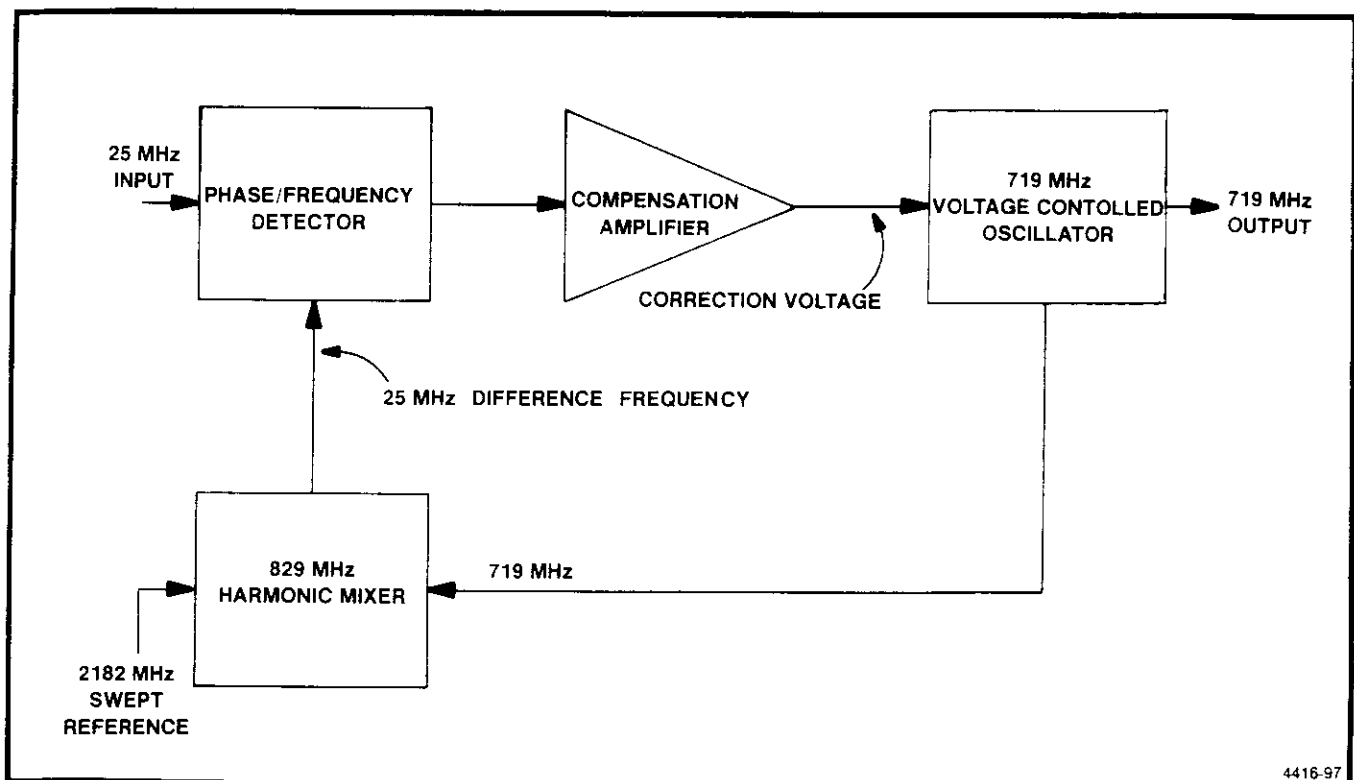 25 MHz
INPUT
PHASE/FREQUENCY
DETECTOR
COMPENSATION
AMPLIFIER
719 MHz
VOLTAGE CONTOLLED
OSCILLATOR
719 MHz
OUTPUT
CORRECTION VOLTAGE
25 MHz DIFFERENCE FREQUENCY
829 MHz
HARMONIC MIXER
719 MHz
2182 MHz
SWEPT
REFERENCE
4416-97